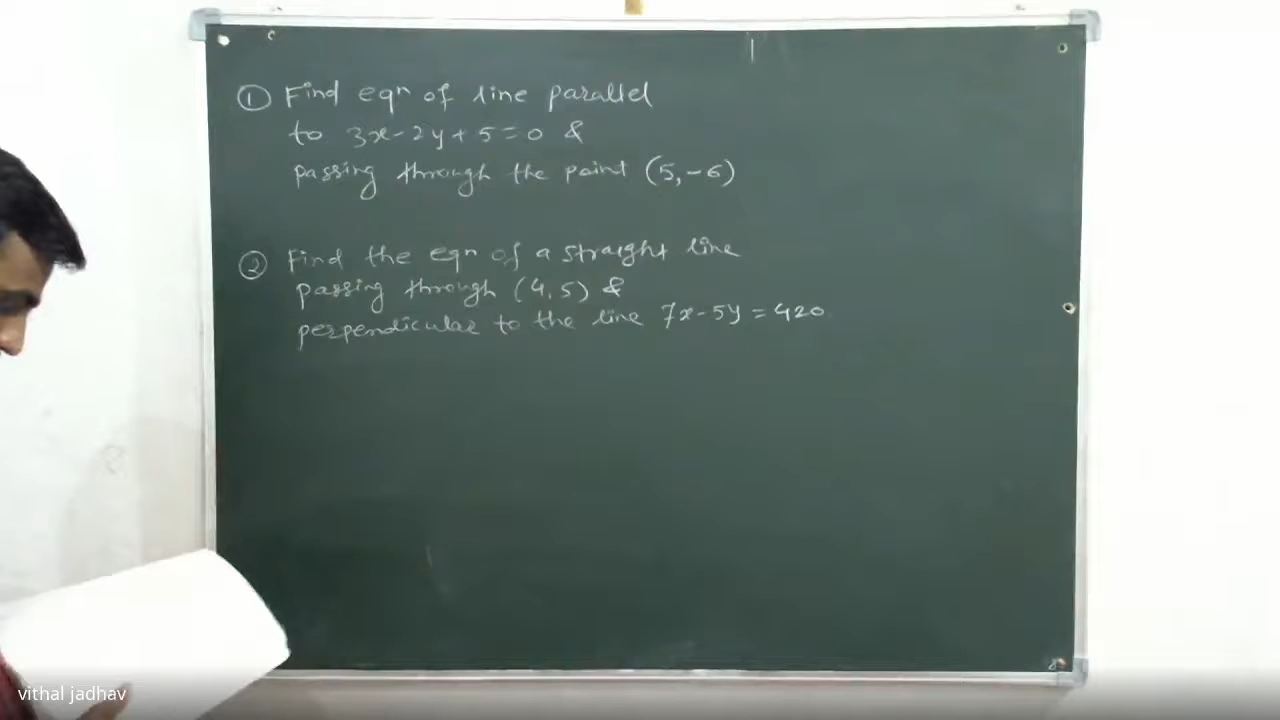 ① Find eqn of line parallel
to 3x-2y+5=0 &
passing through the point (5,-6)
② Find the eqn of a straight line
passing through (4,5) &
perpendicular to the line 7x-5y=420
vithal jadhav